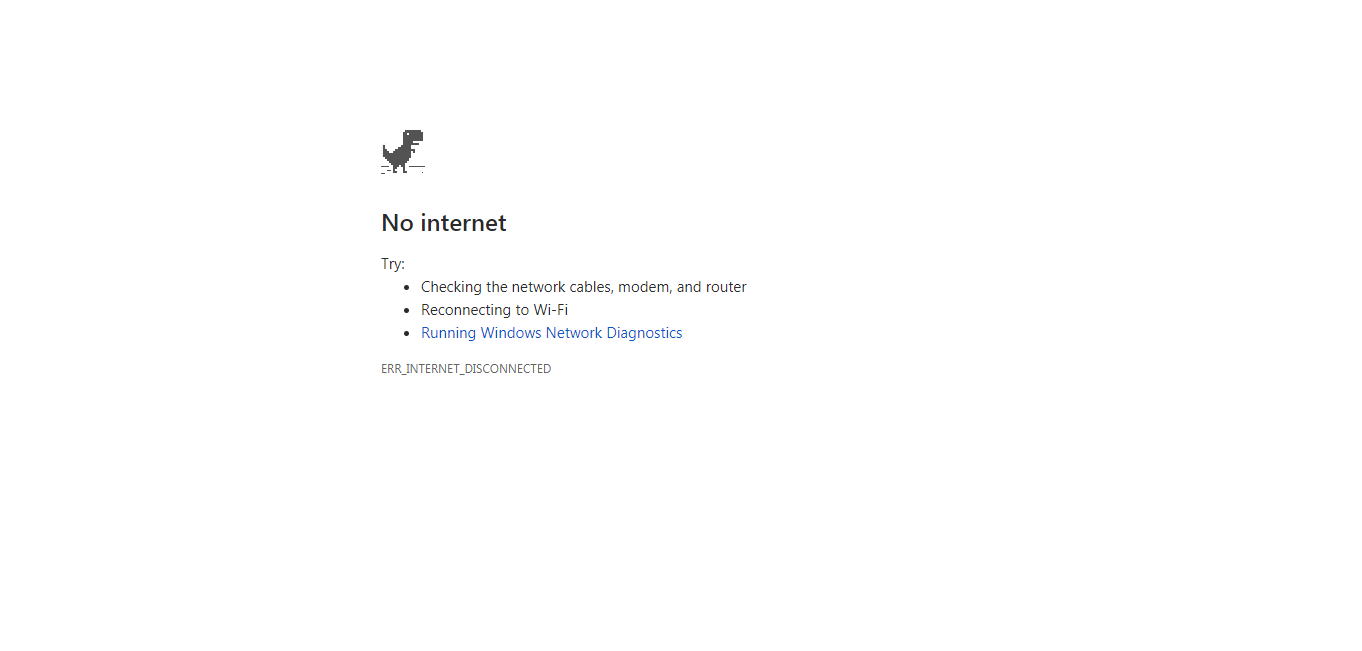 No internet
Try:
Checking the network cables, modem, and router
Reconnecting to Wi-Fi
Running Windows Network Diagnostics
ERR_INTERNET_DISCONNECTED